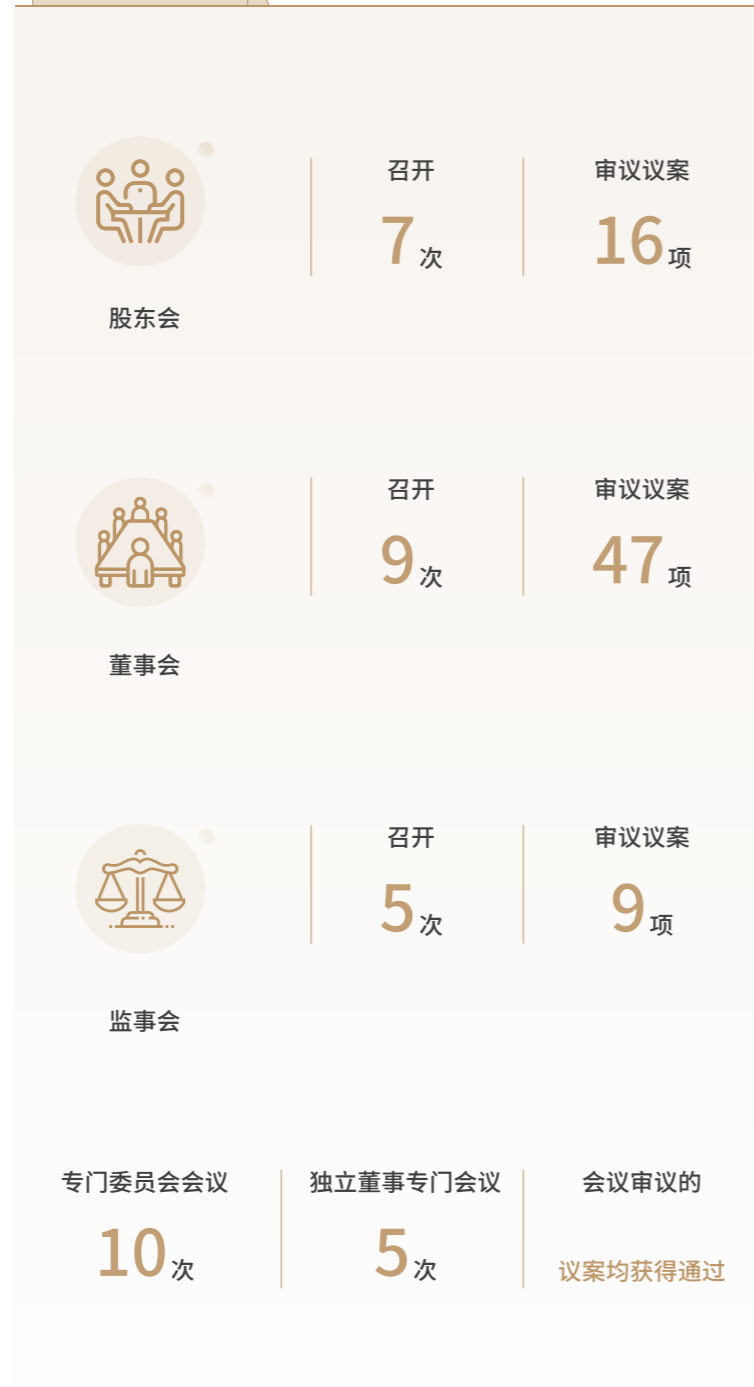 召开
审议议案
7次
16项
股东会
召开
审议议案
9次
47项
董事会
召开
审议议案
5次
9项
监事会
专门委员会会议
独立董事专门会议
会议审议的
10次
5次
议案均获得通过